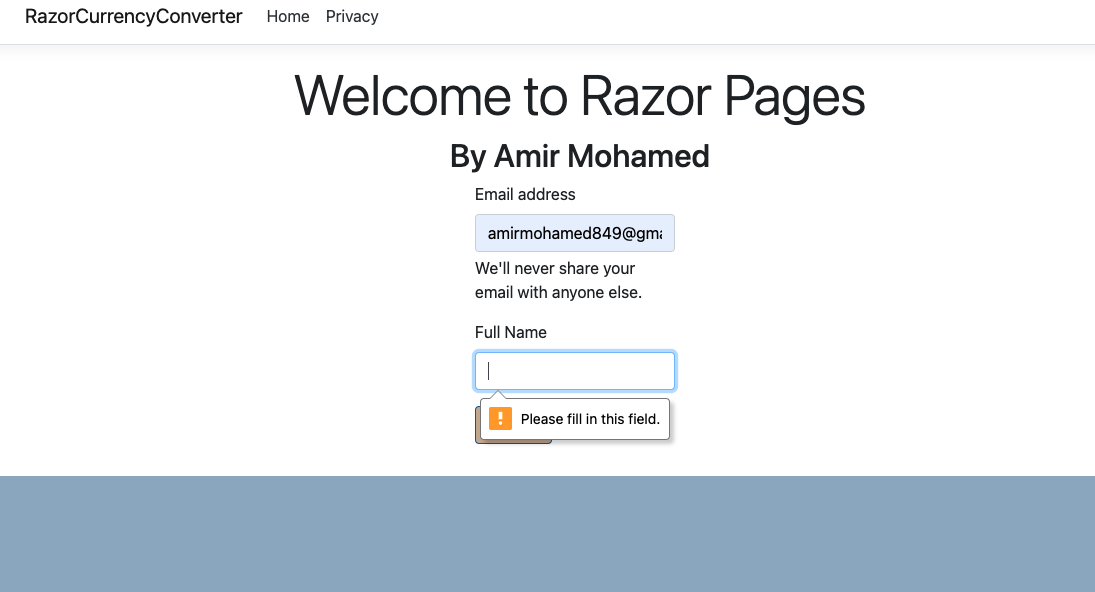 RazorCurrencyConverter Home Privacy
Welcome to Razor Pages
By Amir Mohamed
Email address
amirmohamed849@gma
We'll never share your
email with anyone else.
Full Name
Please fill in this field.